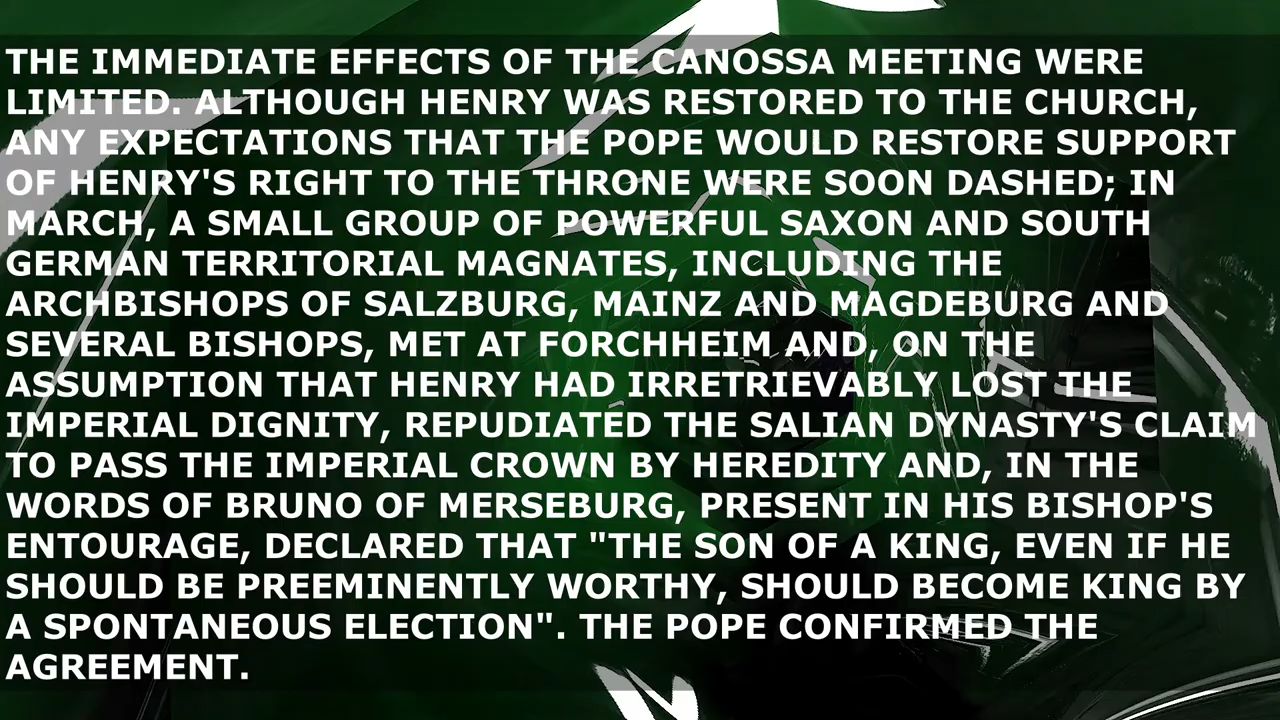 THE IMMEDIATE EFFECTS OF THE CANOSSA MEETING WERE
LIMITED. ALTHOUGH HENRY WAS RESTORED TO THE CHURCH,
ANY EXPECTATIONS THAT THE POPE WOULD RESTORE SUPPORT
OF HENRY'S RIGHT TO THE THRONE WERE SOON DASHED; IN
MARCH, A SMALL GROUP OF POWERFUL SAXON AND SOUTH
GERMAN TERRITORIAL MAGNATES, INCLUDING THE
ARCHBISHOPS OF SALZBURG, MAINZ AND MAGDEBURG AND
SEVERAL BISHOPS, MET AT FORCHHEIM AND, ON THE
ASSUMPTION THAT HENRY HAD IRRETRIEVABLY LOST THE
IMPERIAL DIGNITY, REPUDIATED THE SALIAN DYNASTY'S CLAIM
TO PASS THE IMPERIAL CROWN BY HEREDITY AND, IN THE
WORDS OF BRUNO OF MERSEBURG, PRESENT IN HIS BISHOP'S
ENTOURAGE, DECLARED THAT "THE SON OF A KING, EVEN IF HE
SHOULD BE PREEMINENTLY WORTHY, SHOULD BECOME KING BY
A SPONTANEOUS ELECTION". THE POPE CONFIRMED THE
AGREEMENT.